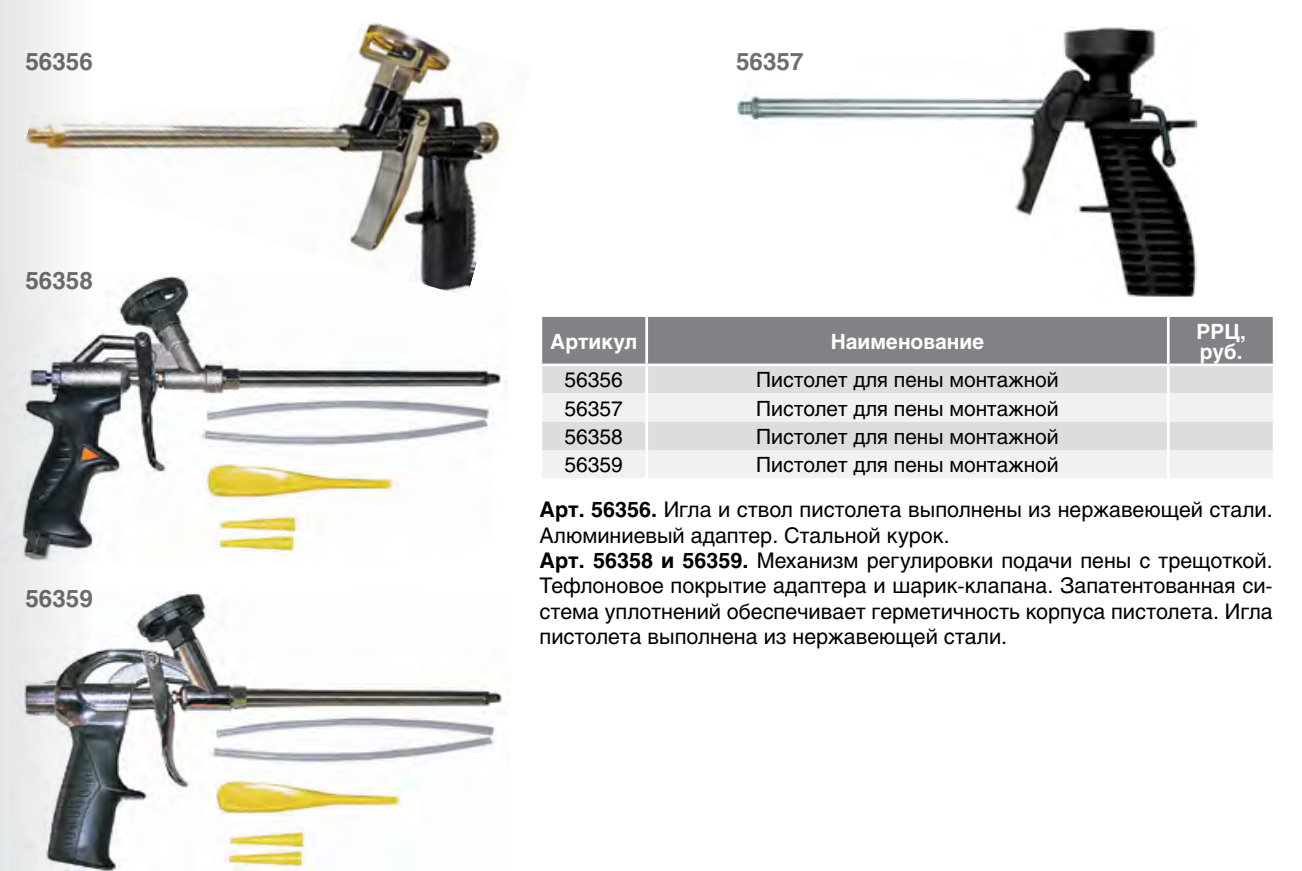 56356
56357
56358
Артикул Наименование РРЦ, руб.
56356 Пистолет для пены монтажной
56357 Пистолет для пены монтажной
56358 Пистолет для пены монтажной
56359 Пистолет для пены монтажной
Арт. 56356. Игла и ствол пистолета выполнены из нержавеющей стали.
Алюминиевый адаптер. Стальной курок.
Арт. 56358 и 56359. Механизм регулировки подачи пены с трещоткой.
Тефлоновое покрытие адаптера и шарик-клапана. Запатентованная си-
стема уплотнений обеспечивает герметичность корпуса пистолета. Игла
пистолета выполнена из нержавеющей стали.
56359